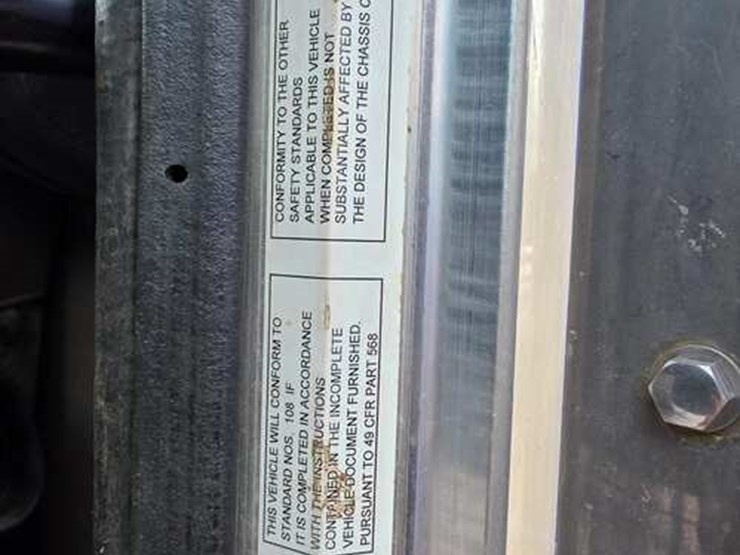 THIS VEHICLE WILL CONFORM TO
STANDARD NOS. 108 IF
IT IS COMPLETED IN ACCORDANCE
WITH THE INSTRUCTIONS
CONTAINED IN THE INCOMPLETE
VEHICLE DOCUMENT FURNISHED.
PURSUANT TO 49 CFR PART 568
CONFORMITY TO THE OTHER
SAFETY STANDARDS
APPLICABLE TO THIS VEHICLE
WHEN COMPLETED IS NOT
SUBSTANTIALLY AFFECTED BY
THE DESIGN OF THE CHASSIS C